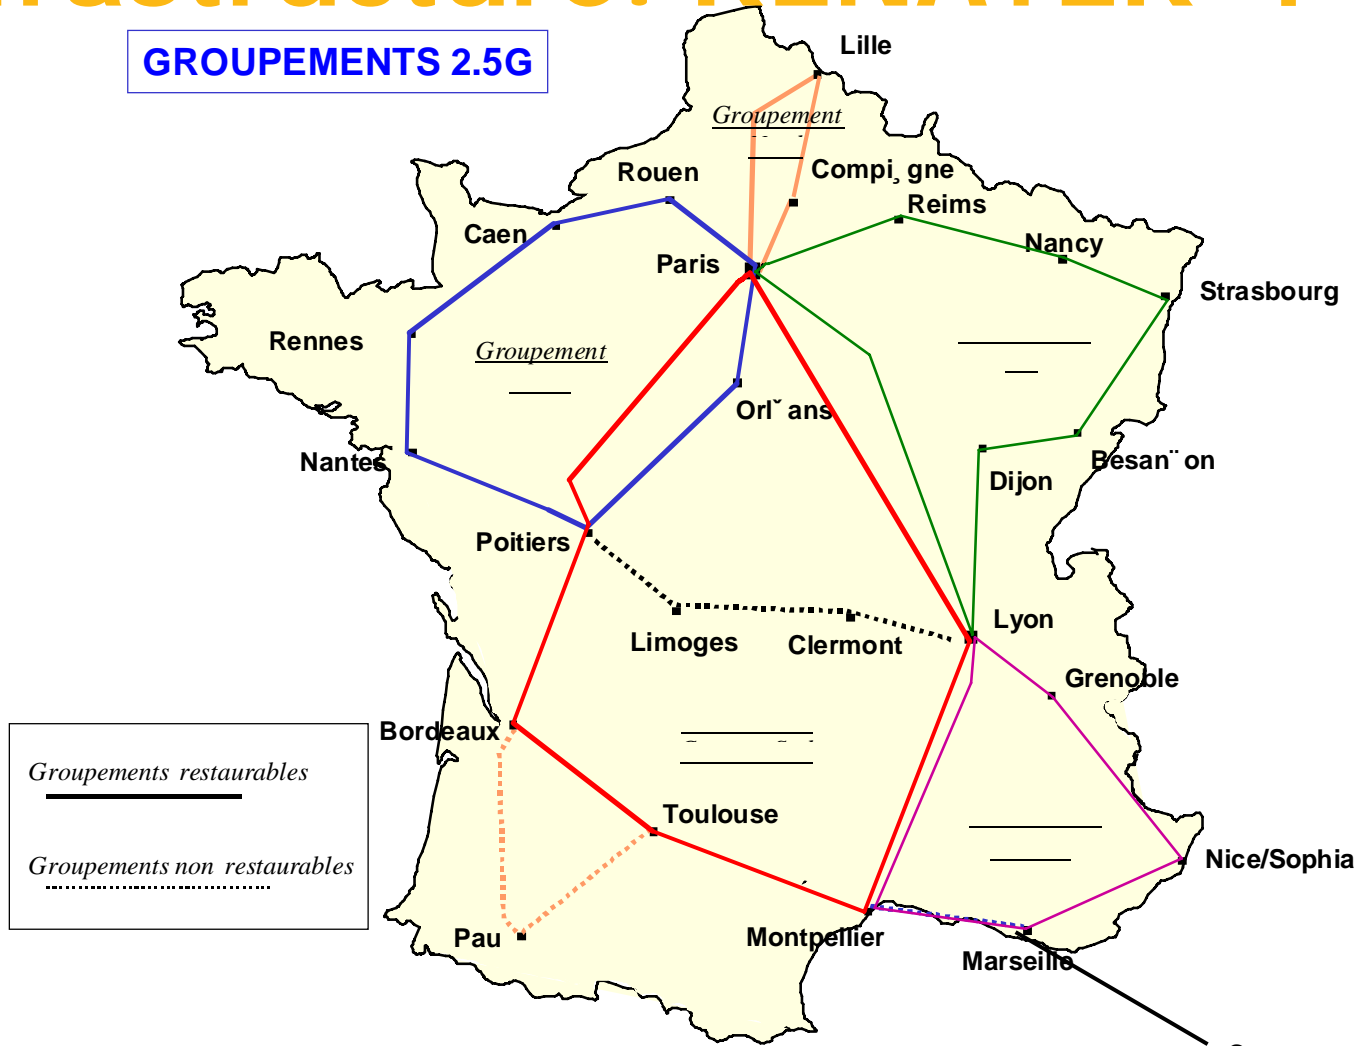 GROUPEMENTS 2.5G
Lille
Groupement
Rouen
Compi¸ gne
Reims
Caen
Nancy
Paris
Strasbourg
Rennes
Groupement
Orlˇ ans
Nantes
Besan¨ on
Dijon
Poitiers
Lyon
Limoges
Clermont
Grenoble
Bordeaux
Groupements restaurables
Toulouse
Groupements non restaurables
Nice/Sophia
Pau
Montpellier
Marseille